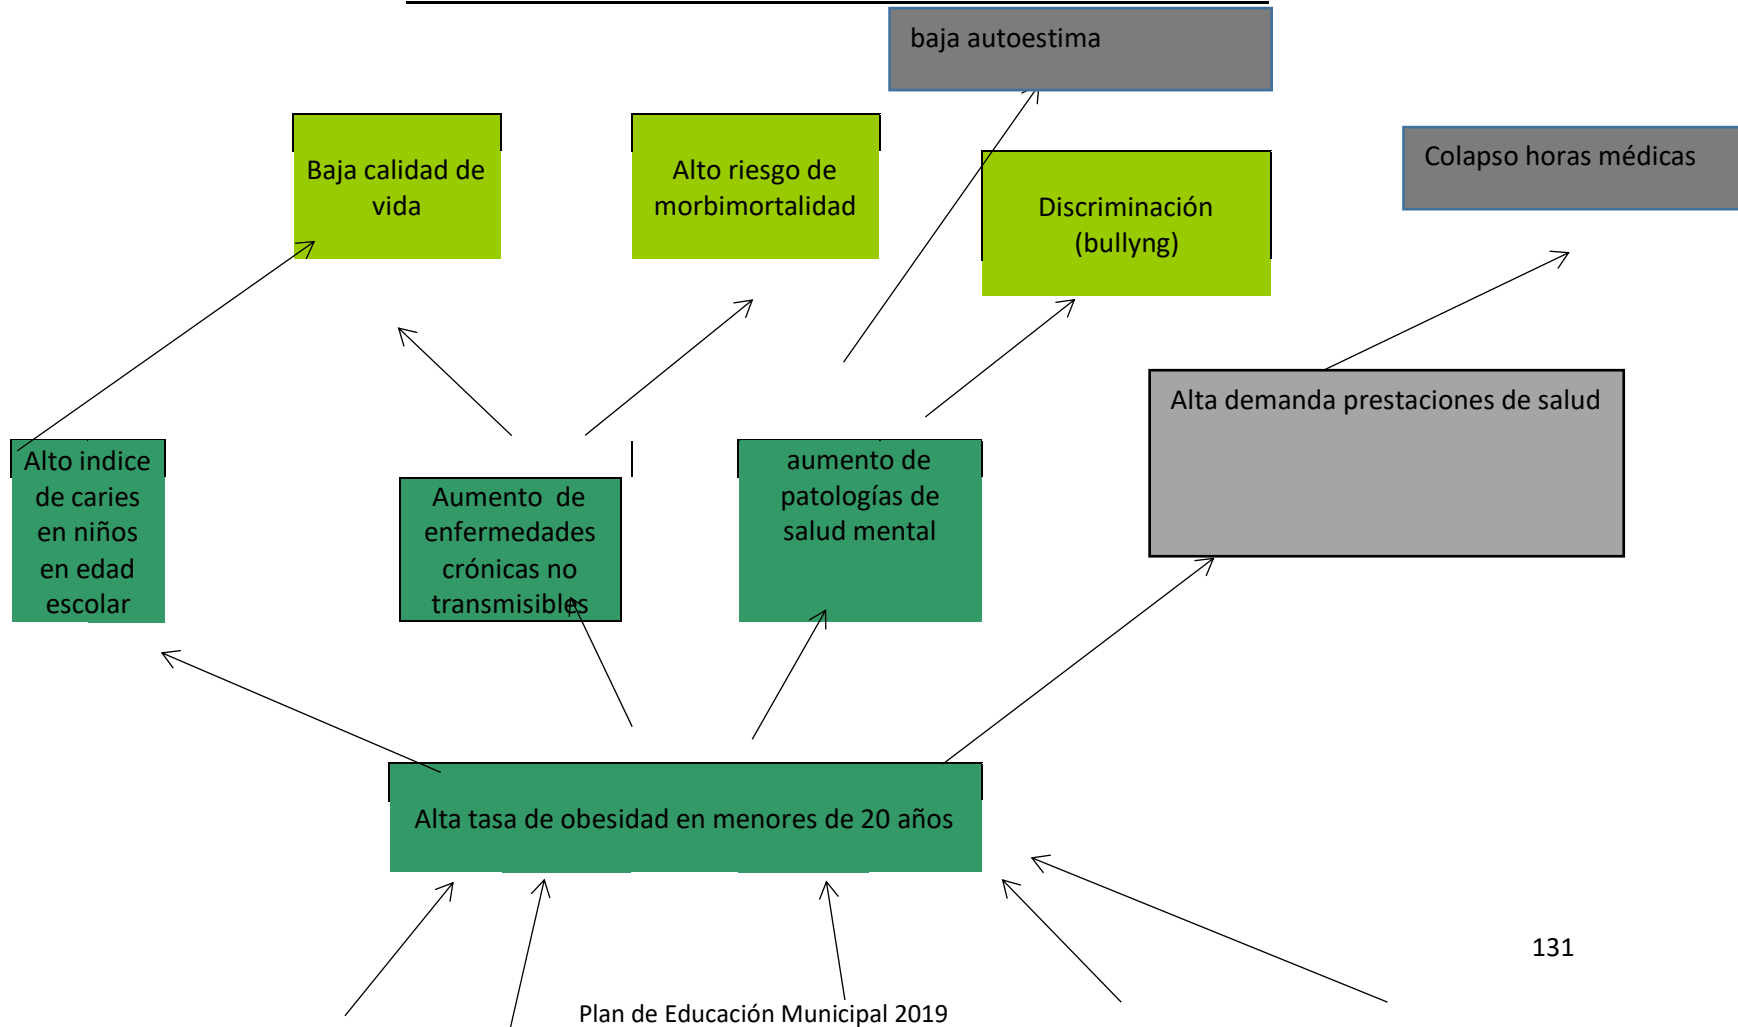 baja autoestima
Baja calidad de
vida
Alto riesgo de
morbimortalidad
Discriminación
(bullyng)
Colapso horas médicas
Alto indice
de caries
en niños
en edad
escolar
Aumento  de
enfermedades
crónicas no
transmisibles
aumento de
patologías de
salud mental
Alta demanda prestaciones de salud
Alta tasa de obesidad en menores de 20 años
131
Plan de Educación Municipal 2019